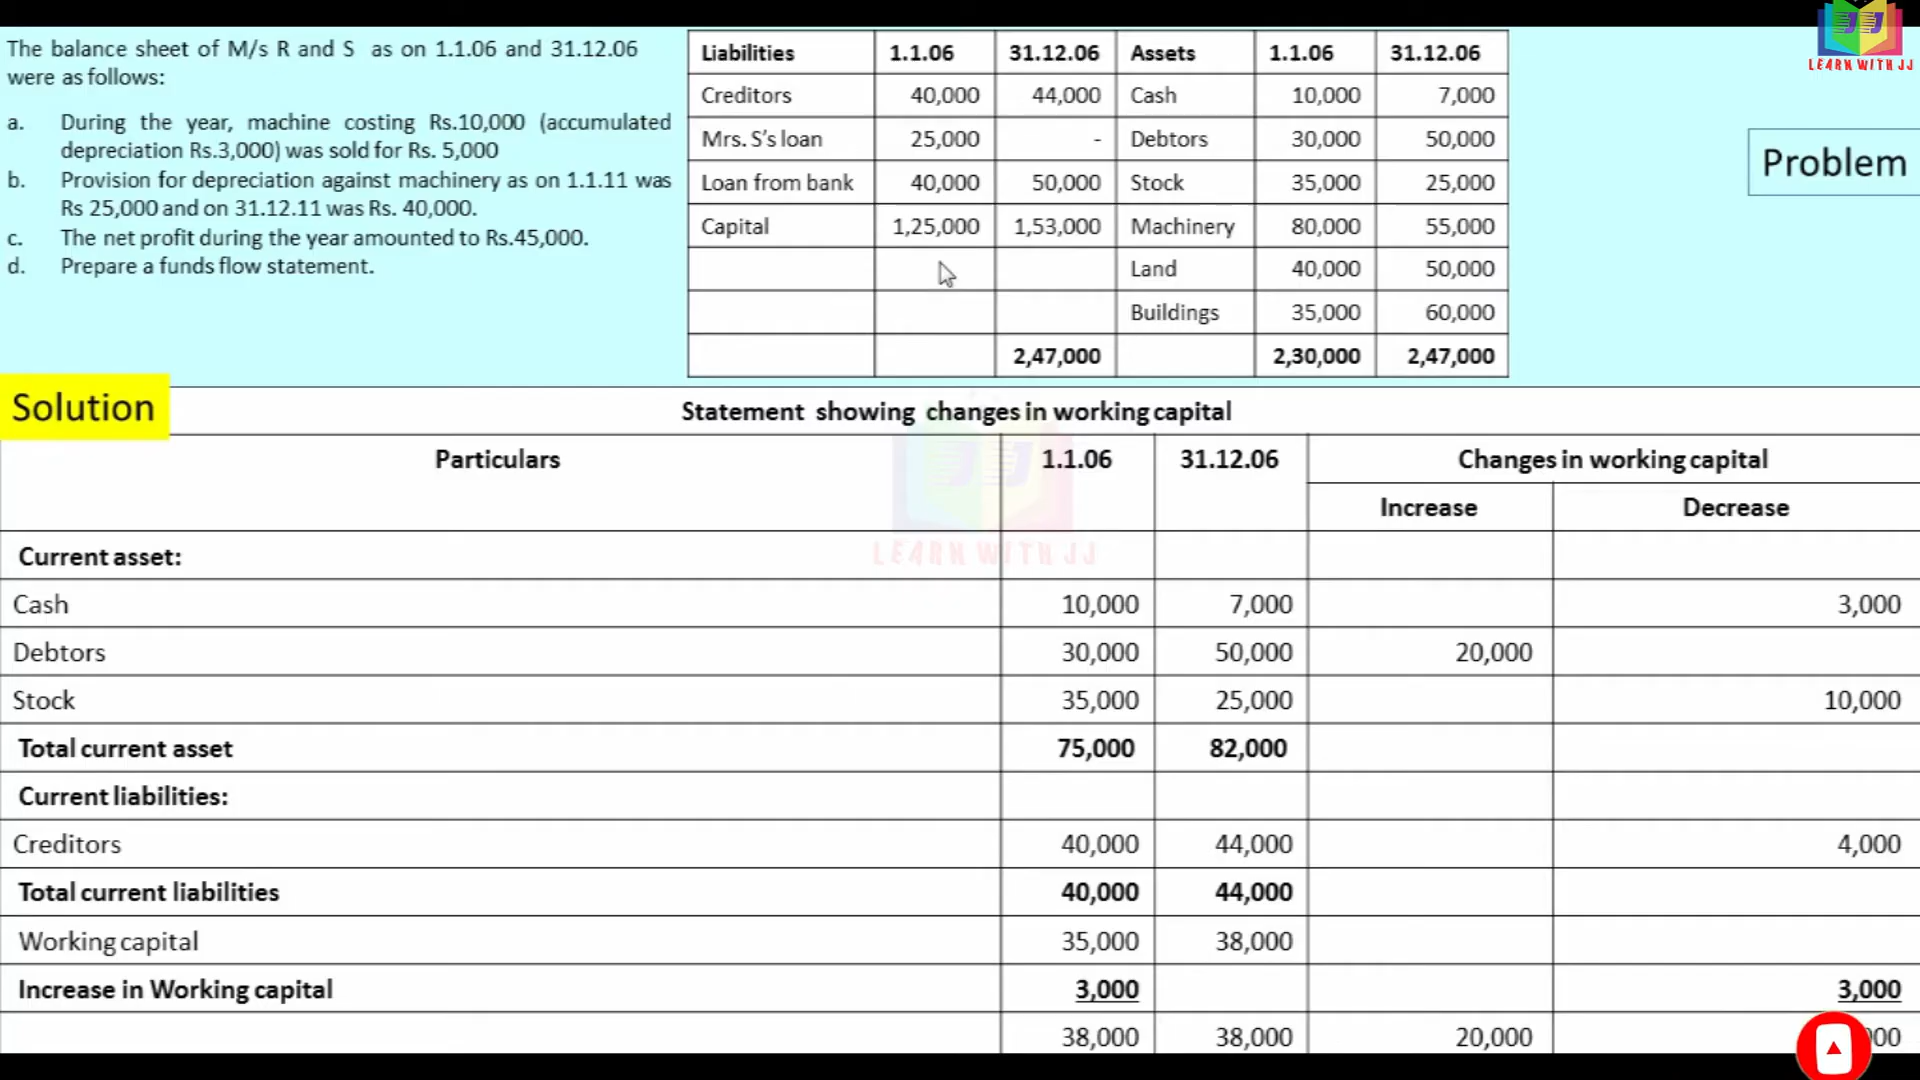 LEARN WITH JJ
The balance sheet of M/s R and S as on 1.1.06 and 31.12.06
were as follows:
a. During the year, machine costing Rs.10,000 (accumulated
depreciation Rs.3,000) was sold for Rs. 5,000
b. Provision for depreciation against machinery as on 1.1.11 was
Rs 25,000 and on 31.12.11 was Rs. 40,000.
c. The net profit during the year amounted to Rs.45,000.
d. Prepare a funds flow statement.
Liabilities 1.1.06 31.12.06 Assets 1.1.06 31.12.06
Creditors 40,000 44,000 Cash 10,000 7,000
Mrs. S's loan 25,000 - Debtors 30,000 50,000
Loan from bank 40,000 50,000 Stock 35,000 25,000
Capital 1,25,000 1,53,000 Machinery 80,000 55,000
Land 40,000 50,000
Buildings 35,000 60,000
2,47,000 2,30,000 2,47,000
Problem
Solution
Statement showing changes in working capital
Particulars 1.1.06 31.12.06 Changes in working capital
Increase Decrease
LEARN WITH JJ
Current asset:
Cash 10,000 7,000 3,000
Debtors 30,000 50,000 20,000
Stock 35,000 25,000 10,000
Total current asset 75,000 82,000
Current liabilities:
Creditors 40,000 44,000 4,000
Total current liabilities 40,000 44,000
Working capital 35,000 38,000
Increase in Working capital 3,000 3,000
38,000 38,000 20,000